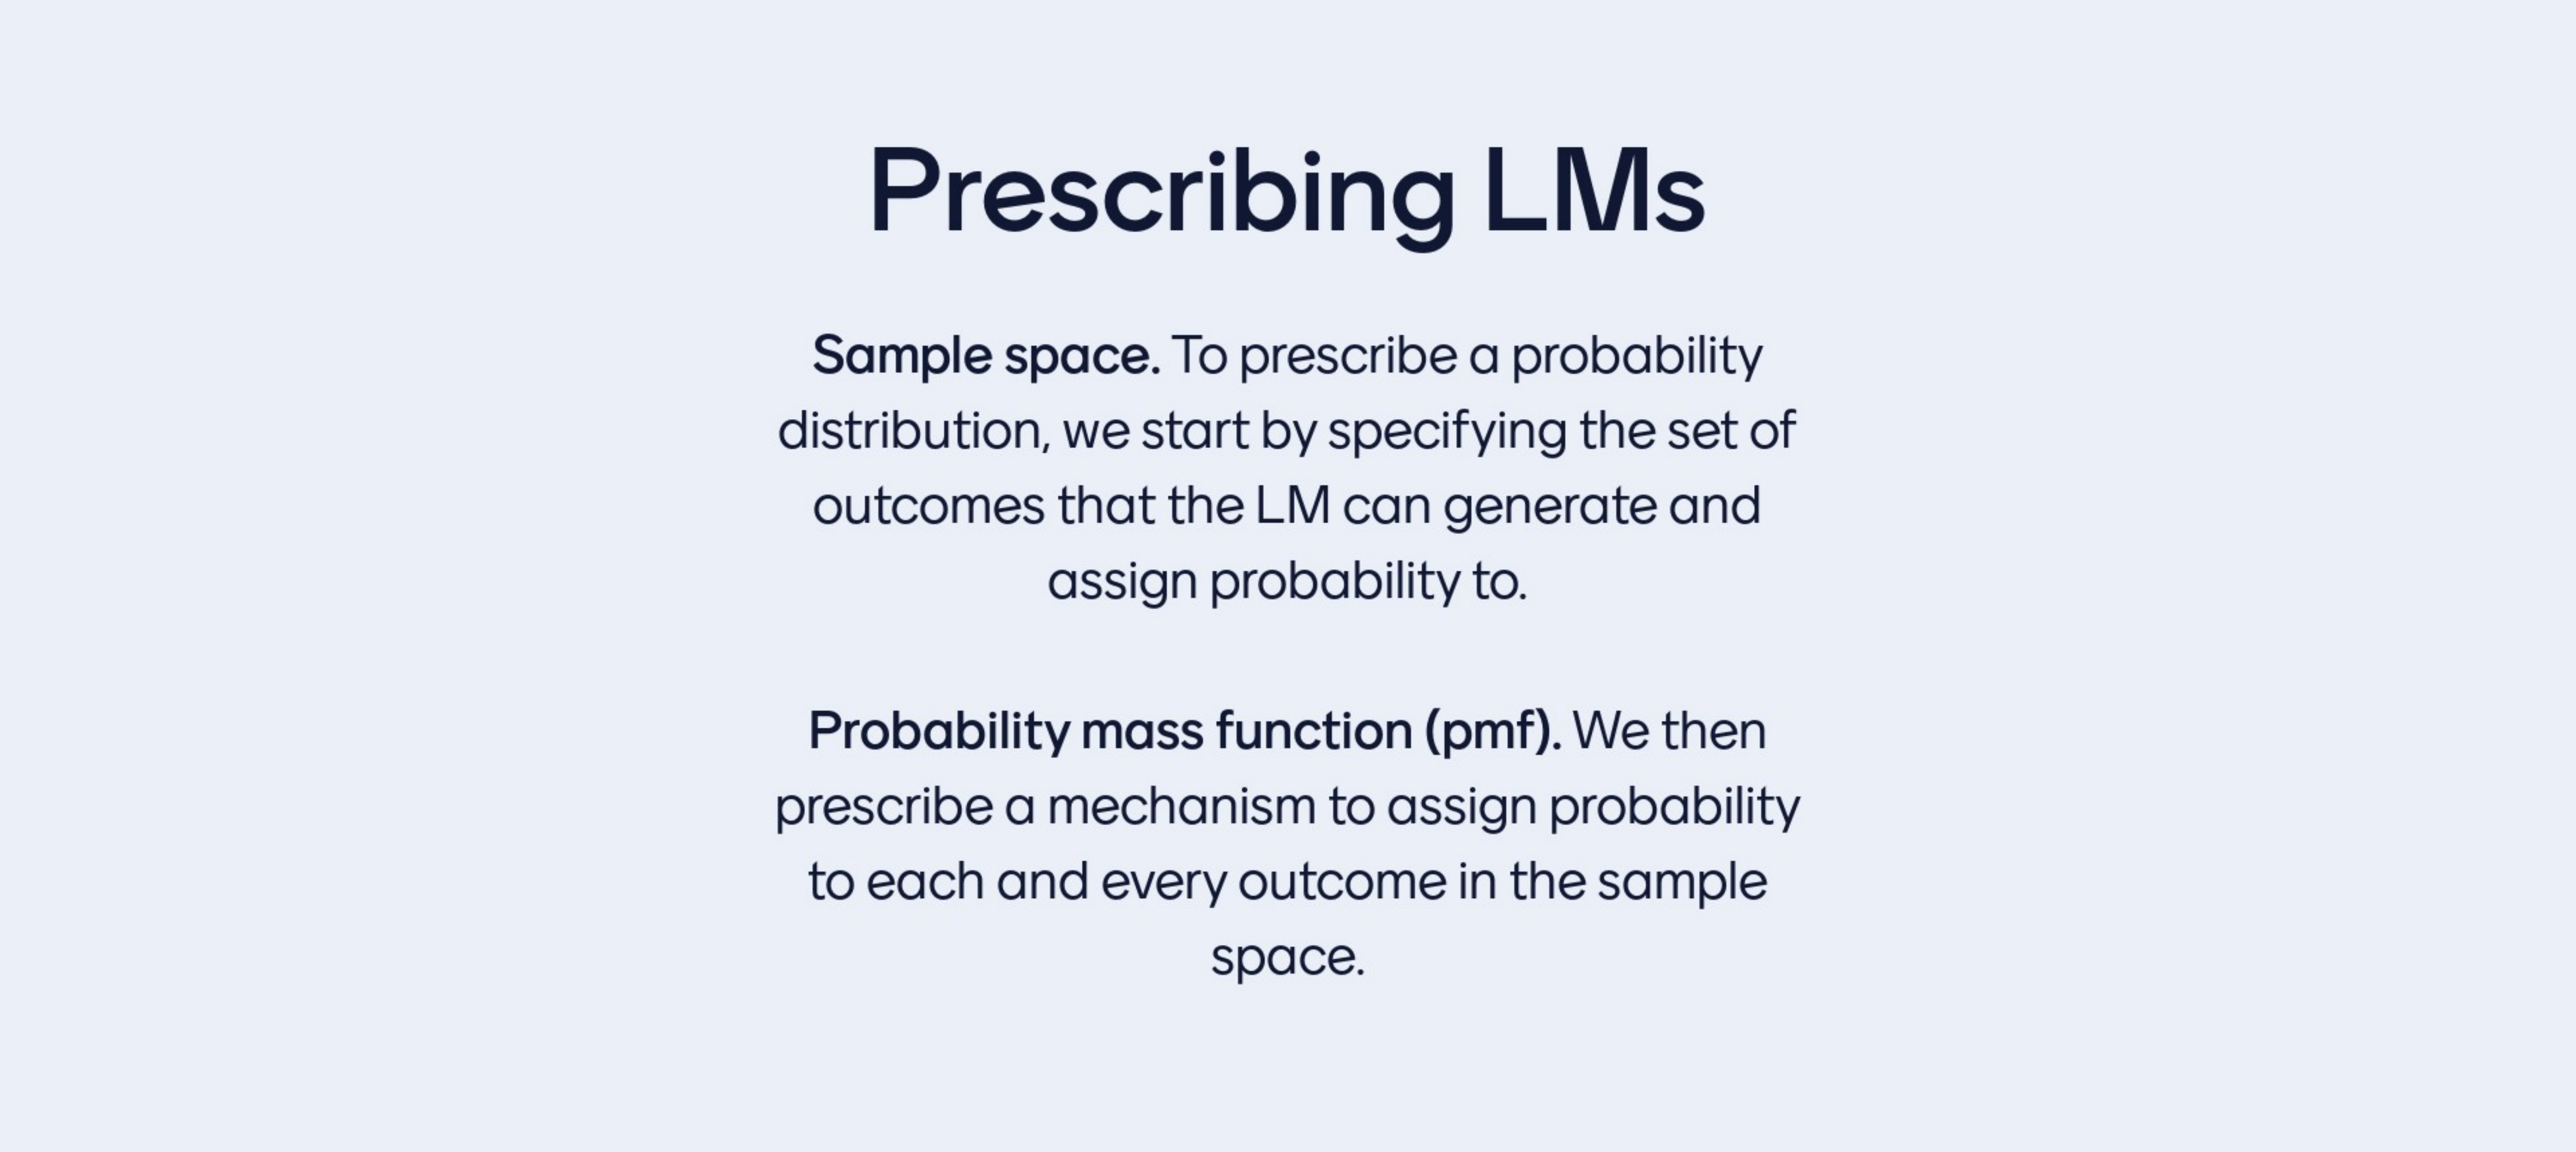 Prescribing LMs
Sample space. To prescribe a probability
distribution, we start by specifying the set of
outcomes that the LM can generate and
assign probability to.
Probability mass function (pmf). We then
prescribe a mechanism to assign probability
to each and every outcome in the sample
space.